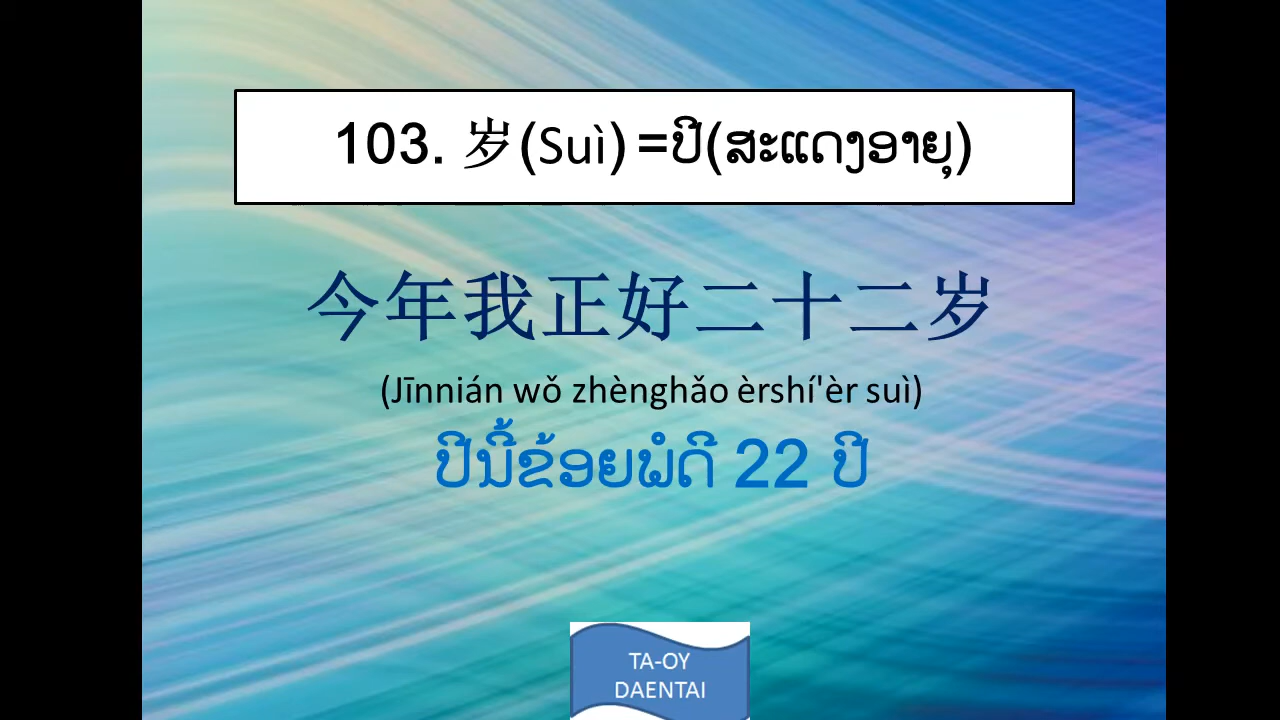 103. 岁(Suì) =ປີ(ສະແດງອາຍຸ)
今年我正好二十二岁
(Jīnnián wǒ zhènghǎo èrshí'èr suì)
ປີນີ້ຂ້ອຍພໍດີ 22 ປີ
TA-OY
DAENTAI